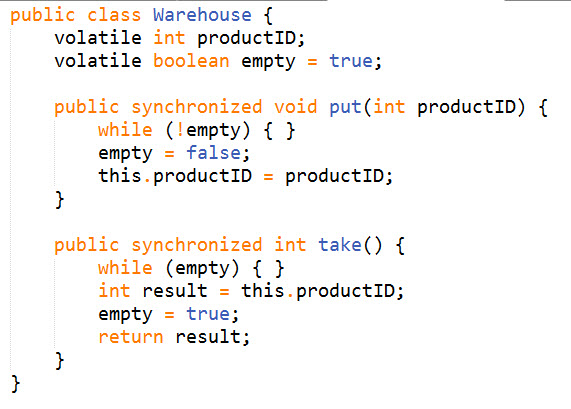 public class Warehouse {
    volatile int productID;
    volatile boolean empty = true;

    public synchronized void put(int productID) {
        while (!empty) { }
        empty = false;
        this.productID = productID;
    }

    public synchronized int take() {
        while (empty) { }
        int result = this.productID;
        empty = true;
        return result;
    }
}